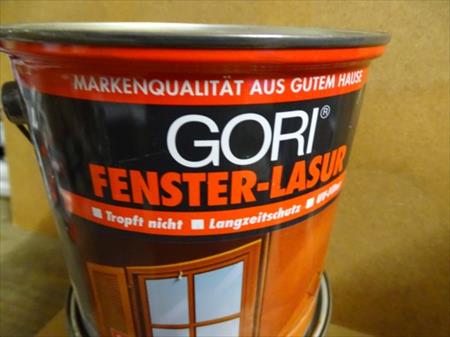 MARKENQUALITÄT AUS GUTEM HAUSE
GORI®
FENSTER-LASUR
Tropft nicht Langzeitschutz